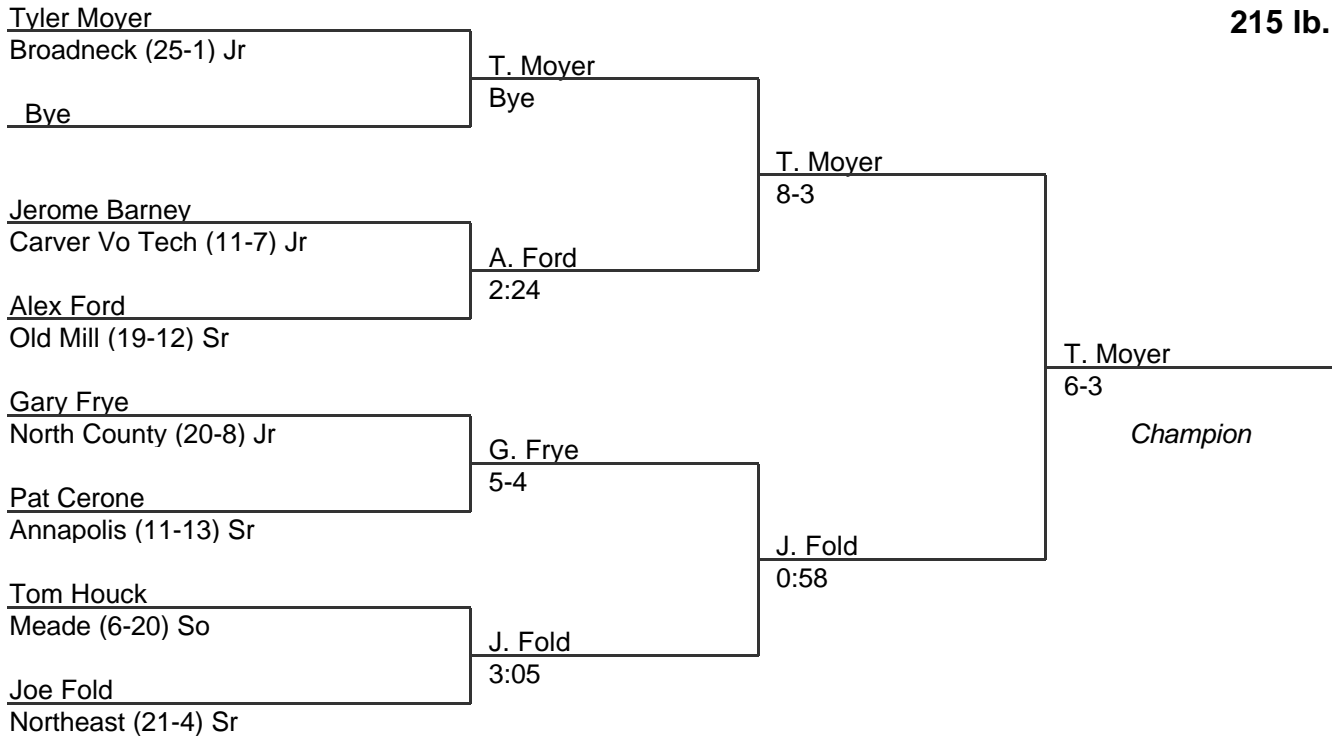 Tyler Moyer
215 lb.
Broadneck (25-1) Jr
T. Moyer
Bye
Bye
T. Moyer
8-3
Jerome Barney
Carver Vo Tech (11-7) Jr
A. Ford
2:24
Alex Ford
Old Mill (19-12) Sr
T. Moyer
6-3
Champion
Gary Frye
North County (20-8) Jr
G. Frye
5-4
Pat Cerone
Annapolis (11-13) Sr
J. Fold
0:58
Tom Houck
Meade (6-20) So
J. Fold
3:05
Joe Fold
Northeast (21-4) Sr